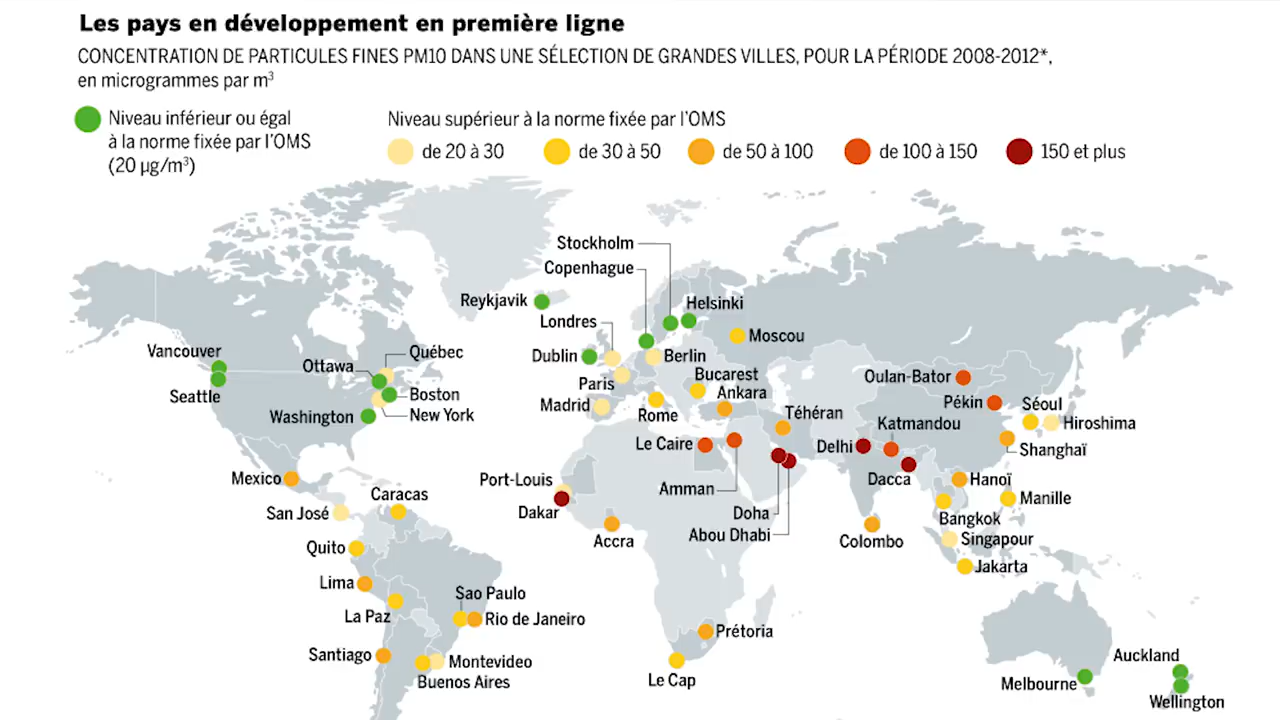 Les pays en développement en première ligne
CONCENTRATION DE PARTICULES FINES PM10 DANS UNE SÉLECTION DE GRANDES VILLES, POUR LA PÉRIODE 2008-2012*,
en microgrammes par m³
Niveau inférieur ou égal
à la norme fixée par l'OMS
(20 µg/m³)
Niveau supérieur à la norme fixée par l'OMS
de 20 à 30
de 30 à 50
de 50 à 100
de 100 à 150
150 et plus
Stockholm
Copenhague
Reykjavik
Helsinki
Londres
Moscou
Vancouver
Québec
Ottawa
Dublin
Berlin
Seattle
Paris
Bucarest
Oulan-Bator
Boston
Madrid
Ankara
Pékin
Séoul
New York
Washington
Rome
Téhéran
Katmandou
Hiroshima
Le Caire
Delhi
Shanghaï
Mexico
Port-Louis
Amman
Dacca
Hanoï
Caracas
Manille
San José
Dakar
Doha
Bangkok
Accra
Abou Dhabi
Colombo
Singapour
Quito
Jakarta
Lima
Sao Paulo
La Paz
Rio de Janeiro
Prétoria
Santiago
Montevideo
Auckland
Buenos Aires
Le Cap
Melbourne
Wellington